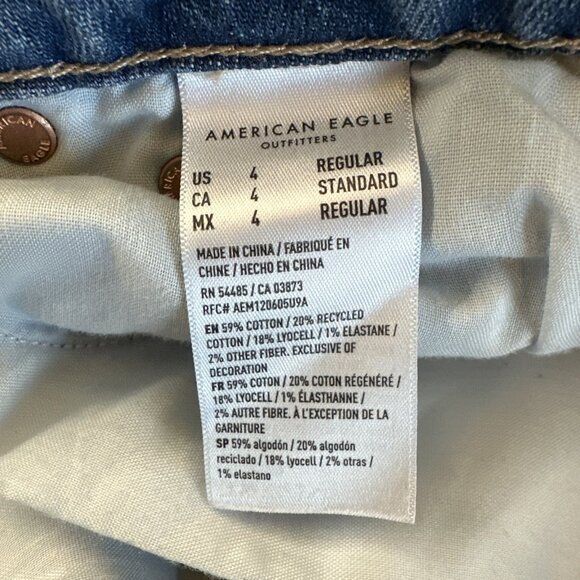 AMERICAN EAGLE
OUTFITTERS
US 4 REGULAR
CA 4 STANDARD
MX 4 REGULAR
MADE IN CHINA / FABRIQUÉ EN
CHINE / HECHO EN CHINA
RN 54485 / CA 03873
RFC# AEM120605U9A
EN 59% COTTON / 20% RECYCLED
COTTON / 18% LYOCELL / 1% ELASTANE /
2% OTHER FIBER. EXCLUSIVE OF
DECORATION
FR 59% COTON / 20% COTON RÉGÉNÉRÉ /
18% LYOCELL / 1% ÉLASTHANNE /
2% AUTRE FIBRE. À L'EXCEPTION DE LA
GARNITURE
SP 59% algodón / 20% algodón
reciclado / 18% lyocell / 2% otras /
1% elastano
AMERICAN
EAGLE